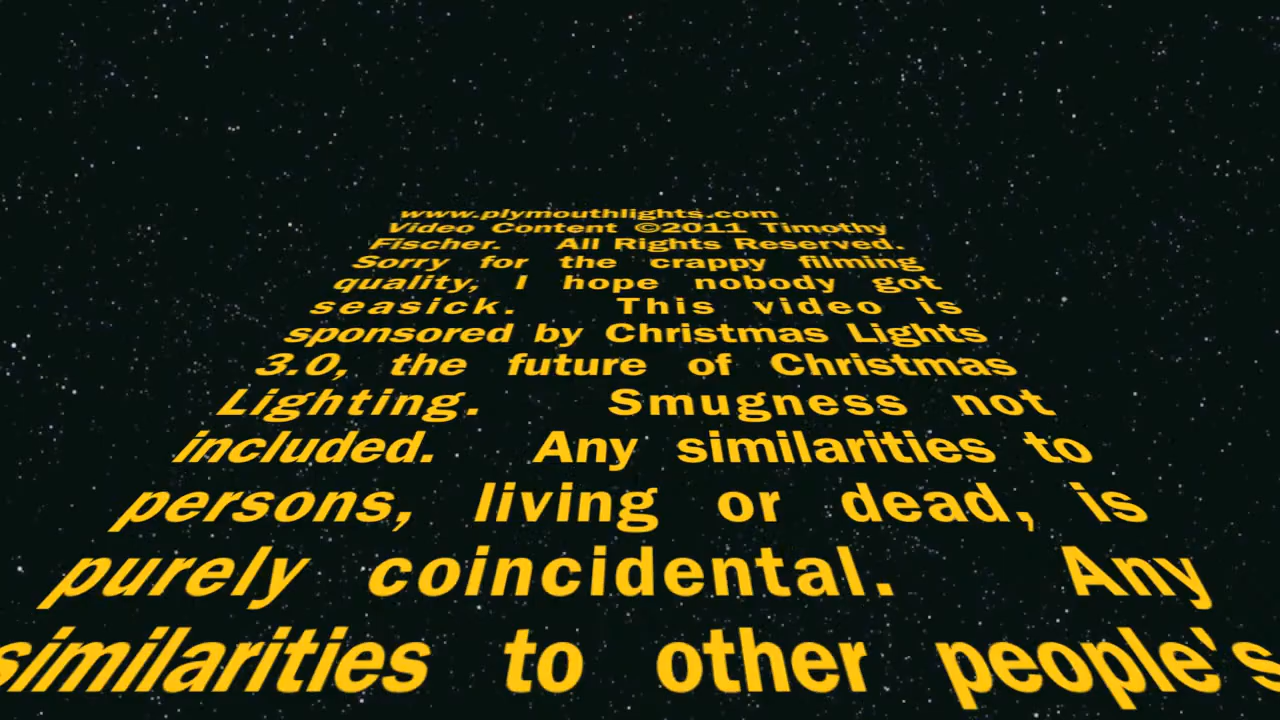 www.plymouthlights.com
Video Content ©2011 Timothy
Fischer. All Rights Reserved.
Sorry for the crappy filming
quality, I hope nobody got
seasick. This video is
sponsored by Christmas Lights
3.0, the future of Christmas
Lighting. Smugness not
included. Any similarities to
persons, living or dead, is
purely coincidental. Any
similarities to other people's